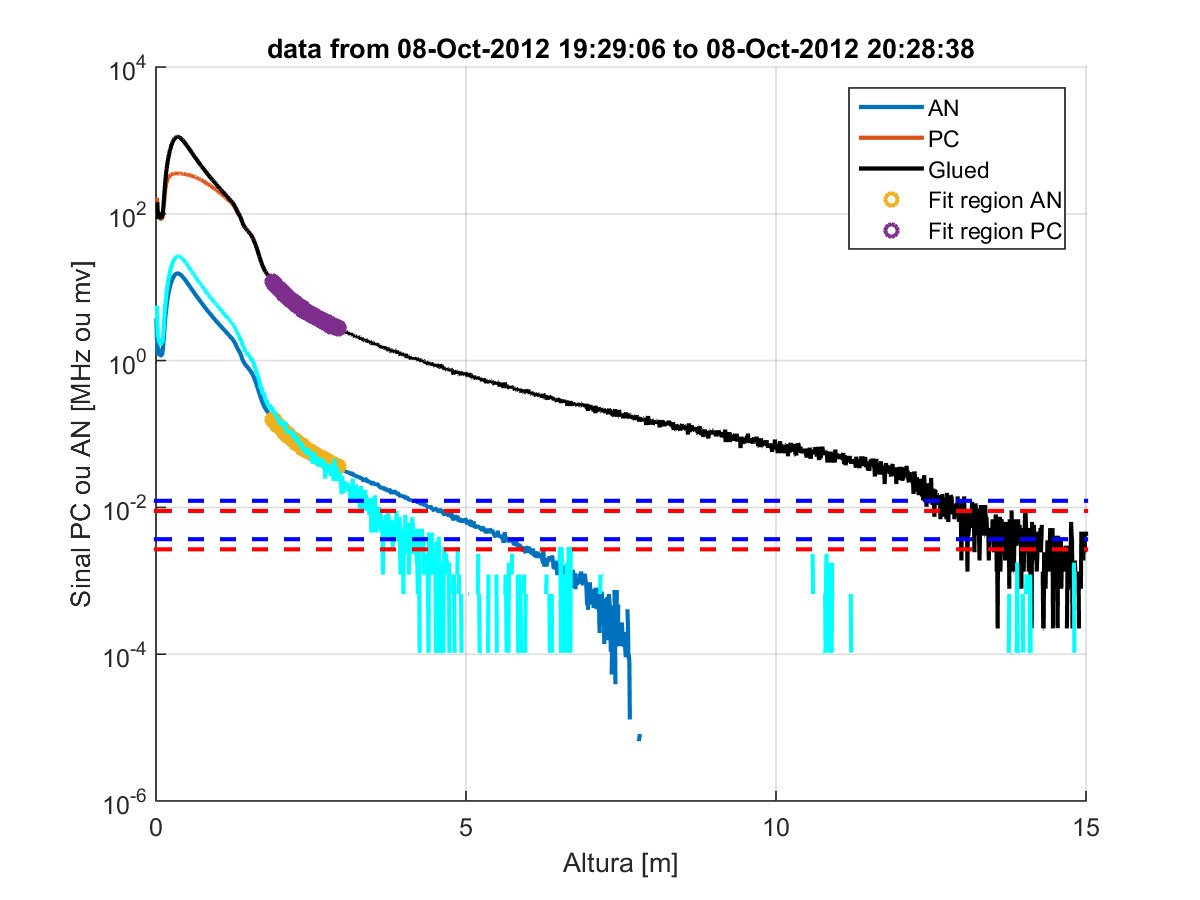 data from 08-Oct-2012 19:29:06 to 08-Oct-2012 20:28:38
AN
PC
Glued
Fit region AN
Fit region PC
Sinal PC ou AN [MHz ou mv]
10^4
10^2
10^0
10^-2
10^-4
10^-6
0
5
10
15
Altura [m]